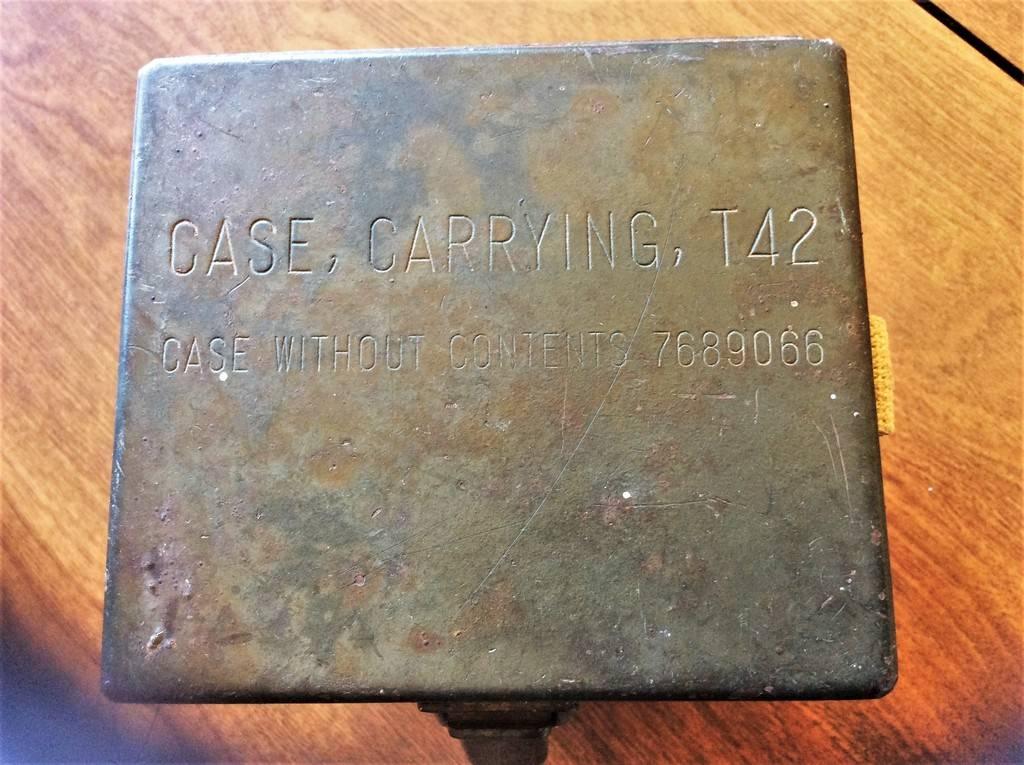 CASE, CARRYING, T42
CASE WITHOUT CONTENTS 7689066